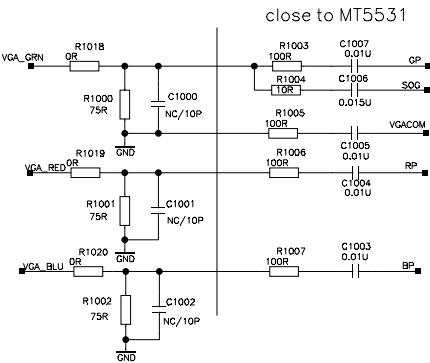 close to MT5531
R1018
VGA_GRN
0R
R1003
100R
C1007
0.01U
GP
R1004
10R
C1006
0.015U
SOG
R1000
75R
C1000
NC/10P
R1005
100R
VGACOM
C1005
0.01U
GND
R1019
0R
VGA_RED
R1006
100R
RP
C1004
0.01U
R1001
75R
C1001
NC/10P
GND
R1020
0R
VGA_BLU
R1007
100R
C1003
0.01U
BP
R1002
75R
C1002
NC/10P
GND